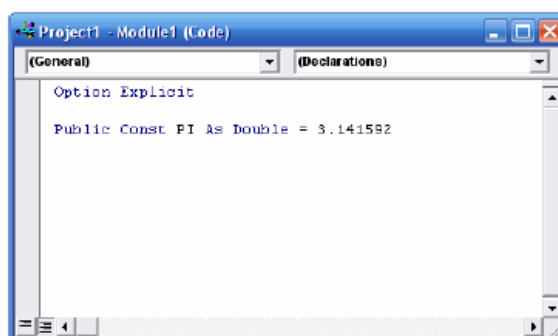 Project1 - Module1 (Code)
(General) (Declarations)
Option Explicit
Public Const PI As Double = 3.141592